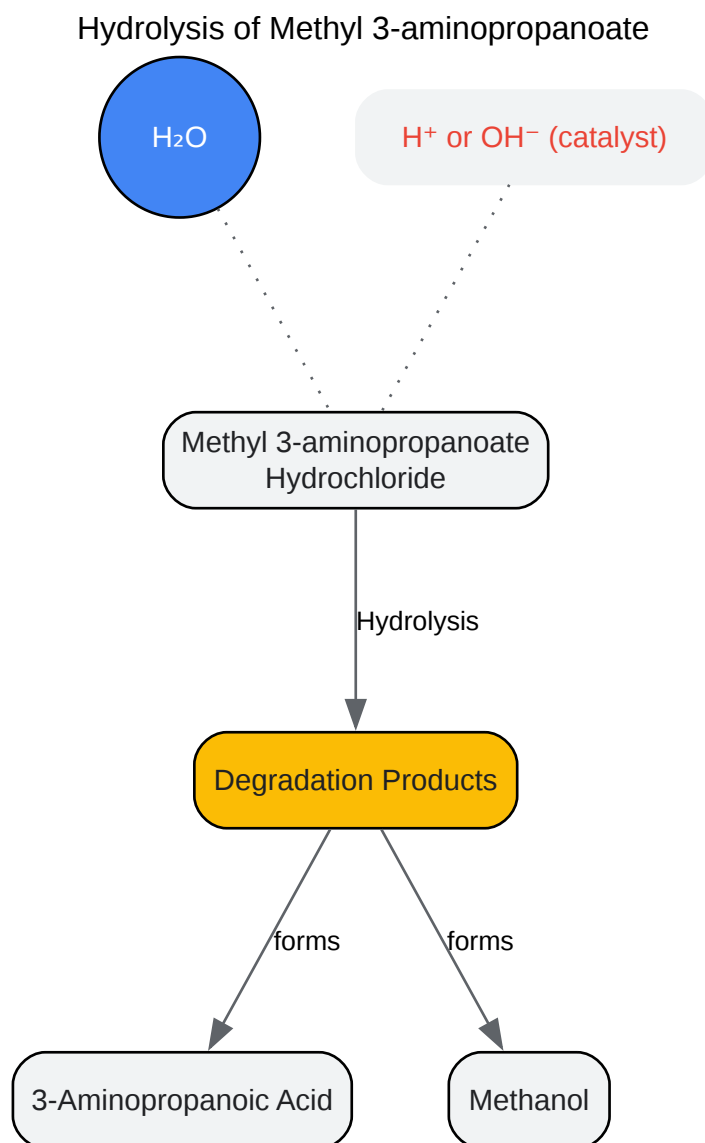 Hydrolysis of Methyl 3-aminopropanoate
H₂O
H⁺ or OH⁻ (catalyst)
Methyl 3-aminopropanoate
Hydrochloride
Hydrolysis
Degradation Products
forms
forms
3-Aminopropanoic Acid
Methanol